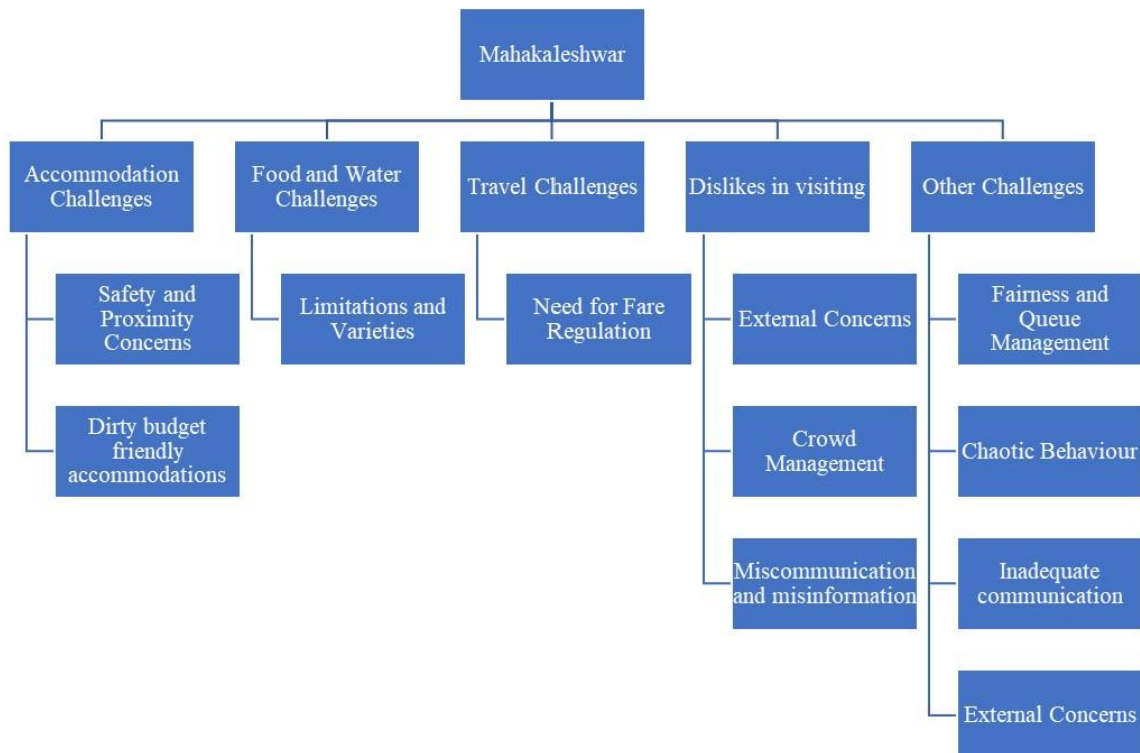 Mahakaleshwar
Accommodation
Challenges
Food and Water
Challenges
Travel Challenges
Dislikes in visiting
Other Challenges
Safety and
Proximity
Concerns
Dirty budget
friendly
accommodations
Limitations and
Varieties
Need for Fare
Regulation
External Concerns
Crowd
Management
Miscommunication
and misinformation
Fairness and
Queue
Management
Chaotic Behaviour
Inadequate
communication
External Concerns